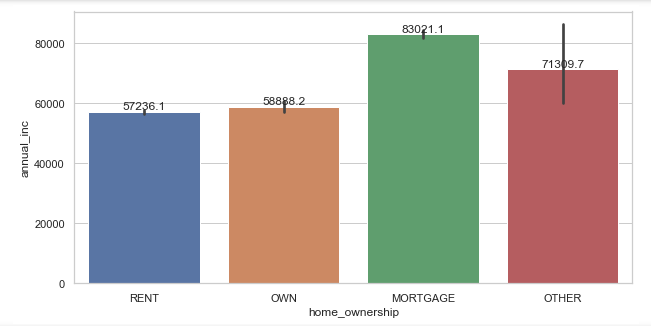 80000
60000
40000
20000
0
annual_inc
57236.1
58888.2
83021.1
71309.7
RENT
OWN
MORTGAGE
OTHER
home_ownership